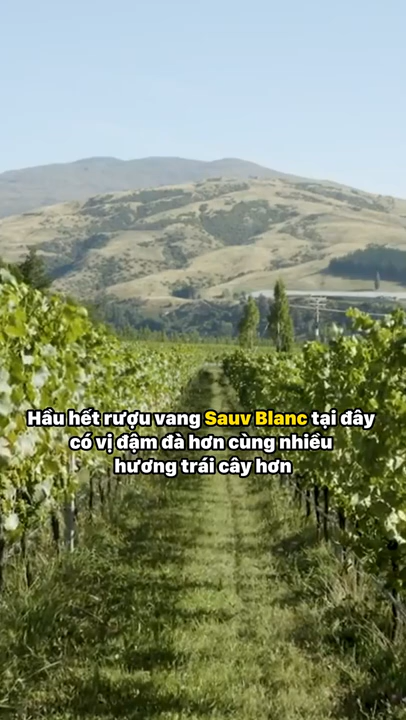 Hầu hết rượu vang Sauv Blanc tại đây
có vị đậm đà hơn cùng nhiều
hương trái cây hơn